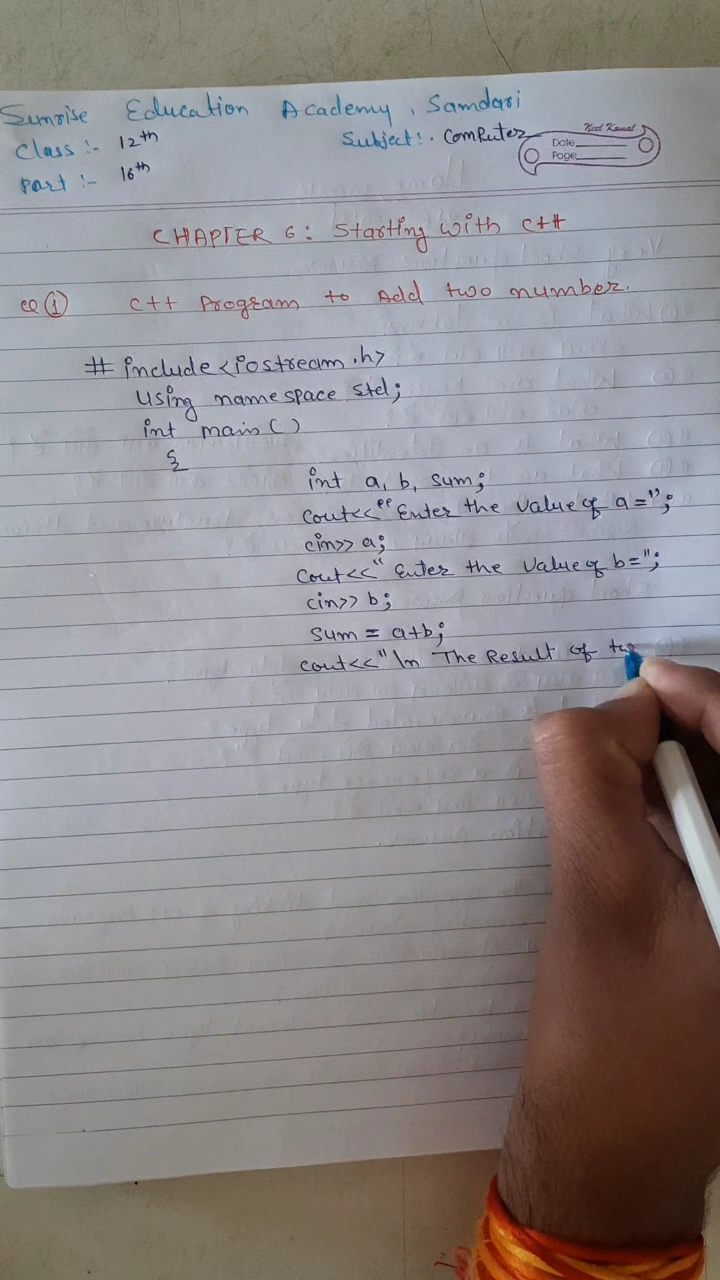 Sunrise Education Academy, Samdari
Class :- 12th Subject :- Computer
Part :- 16th
Neel Kamal
Date
Page
CHAPTER 6: Starting With C++
Q ① C++ Program to Add two number.
# include <iostream.h>
using namespace std;
int main ( )
{
int a, b, sum;
cout<<"Enter the value of a=";
cin>> a;
cout<<" Enter the value of b=";
cin>> b;
sum = a+b;
cout<<"\n The Result of tw